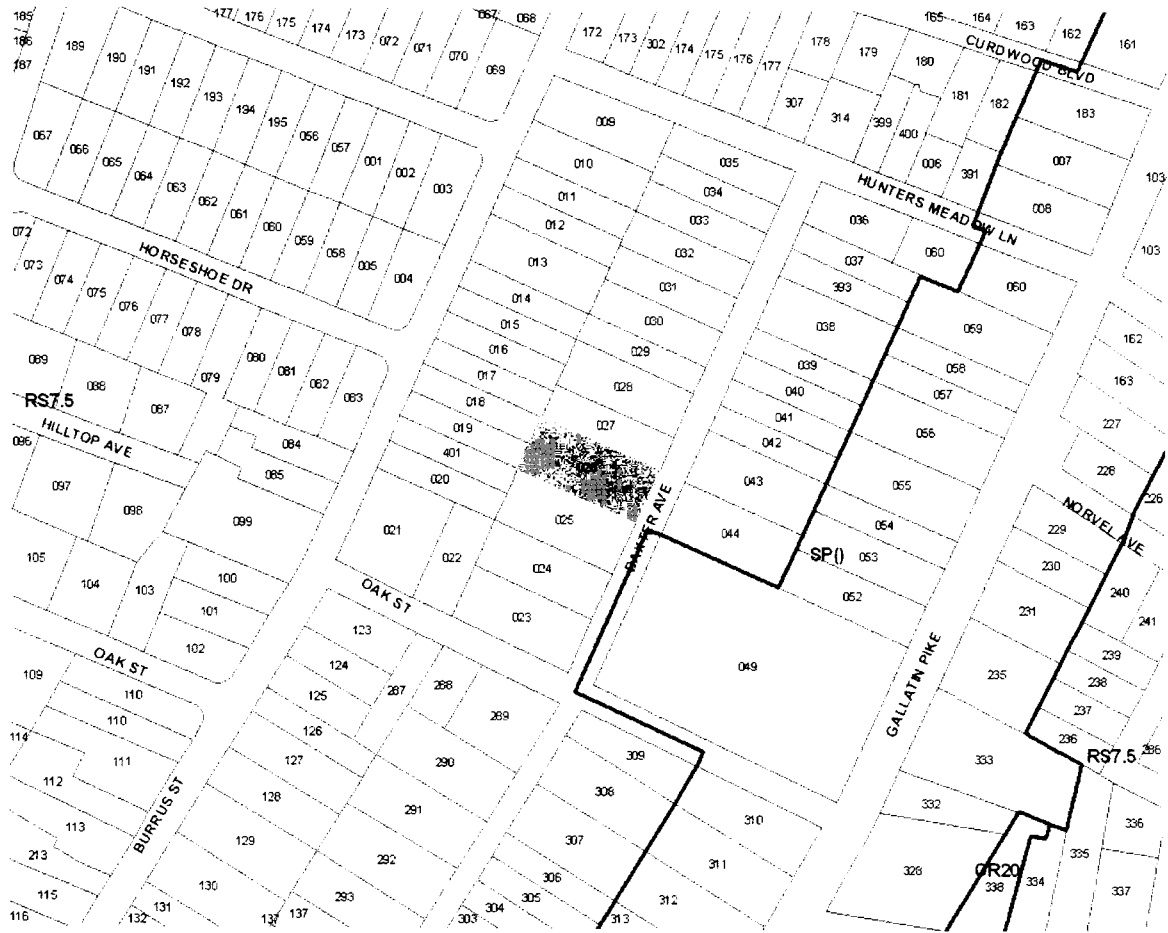 185 177 176 175 174 173 072 071 070 067 068 172 173 302 174 175 176 177 178 179 180 165 164 163 162 161
186 187 189 190 191 192 193 194 195 056 057 001 002 003 069 009 307 314 399 400 181 182 183
CURDWOOD BLVD
067 066 065 064 063 062 061 060 059 058 005 004 010 011 012 013 035 034 033 032 031 006 391 007 008 103
HUNTERS MEADOW LN
103
072 073 074 075 076 077 078 079 080 081 082 083
HORSESHOE DR
014 015 016 017 018 019 401 020 030 029 028 027
036 037 393 038 039 040 041 042 043 044 060 060 059 058 057 056 055 054 053 052
162 163 227 228 226
089 088 087
RS7.5
HILLTOP AVE
096 097 098 099 084 085
105 104 103 100 101 102
021 022 025 024 023
BAXTER AVE
SP()
049
NORVEL AVE
229 230 231 235 240 241 239 238 237 236
OAK ST
OAK ST
109 110 110 111 114 112 113 213 115 116
123 124 125 126 127 128 129 130 131 132
287 288 289 290 291 292 293 137 137
BURRUS ST
309 308 307 306 305 304 303 310 311 312 313
GALLATIN PIKE
333 332 328
RS7.5
OR20
338 334 335 336 337